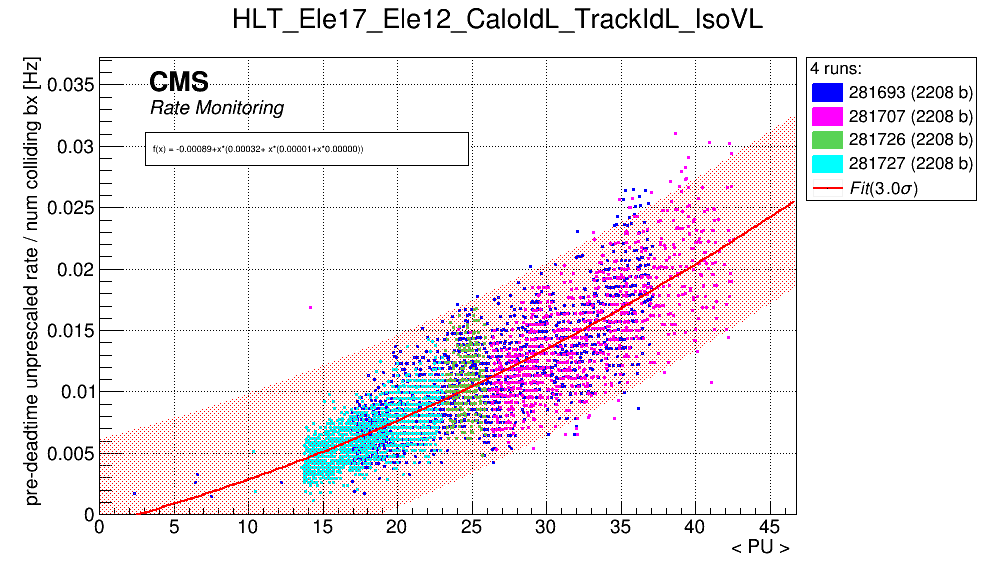 HLT_Ele17_Ele12_CaloIdL_TrackIdL_IsoVL
pre-deadtime unprescaled rate / num colliding bx [Hz]
0.035
0.03
0.025
0.02
0.015
0.01
0.005
0
CMS
Rate Monitoring
f(x) = -0.00089+x*(0.00032+ x*(0.00001+x*0.00000))
4 runs:
281693 (2208 b)
281707 (2208 b)
281726 (2208 b)
281727 (2208 b)
Fit(3.0σ)
0 5 10 15 20 25 30 35 40 45
< PU >